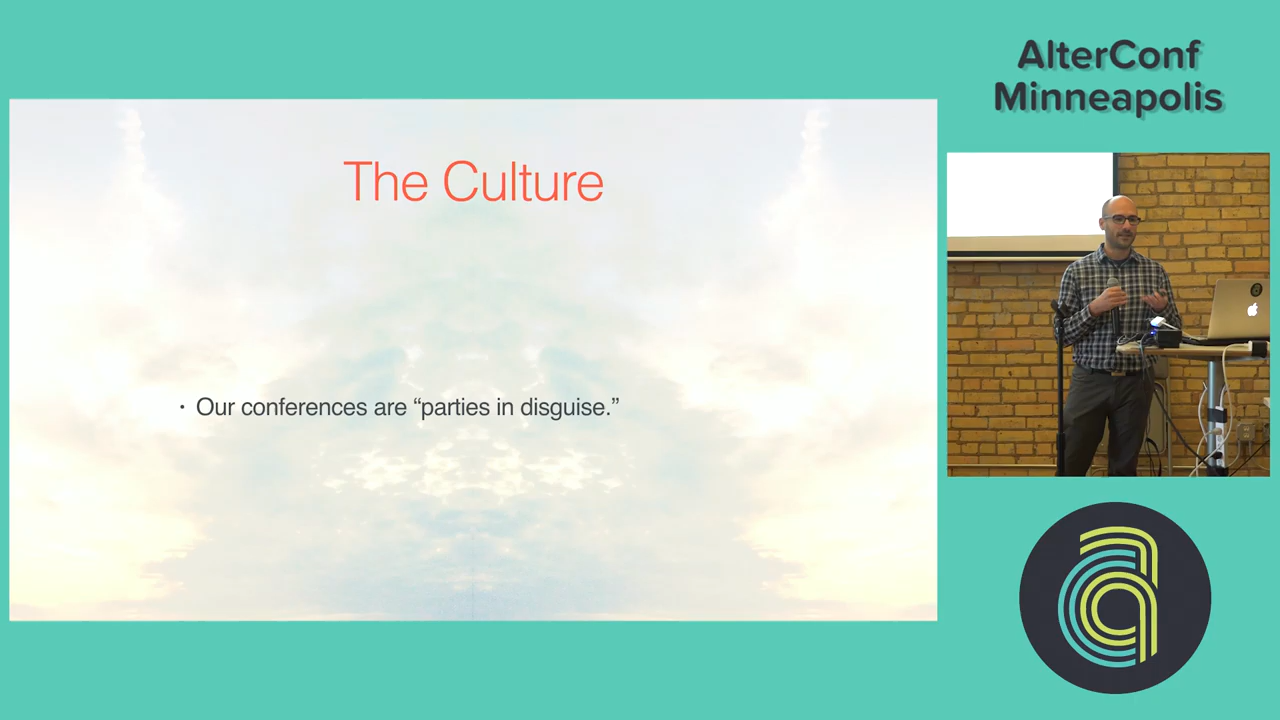 AlterConf
Minneapolis
The Culture
· Our conferences are “parties in disguise.”